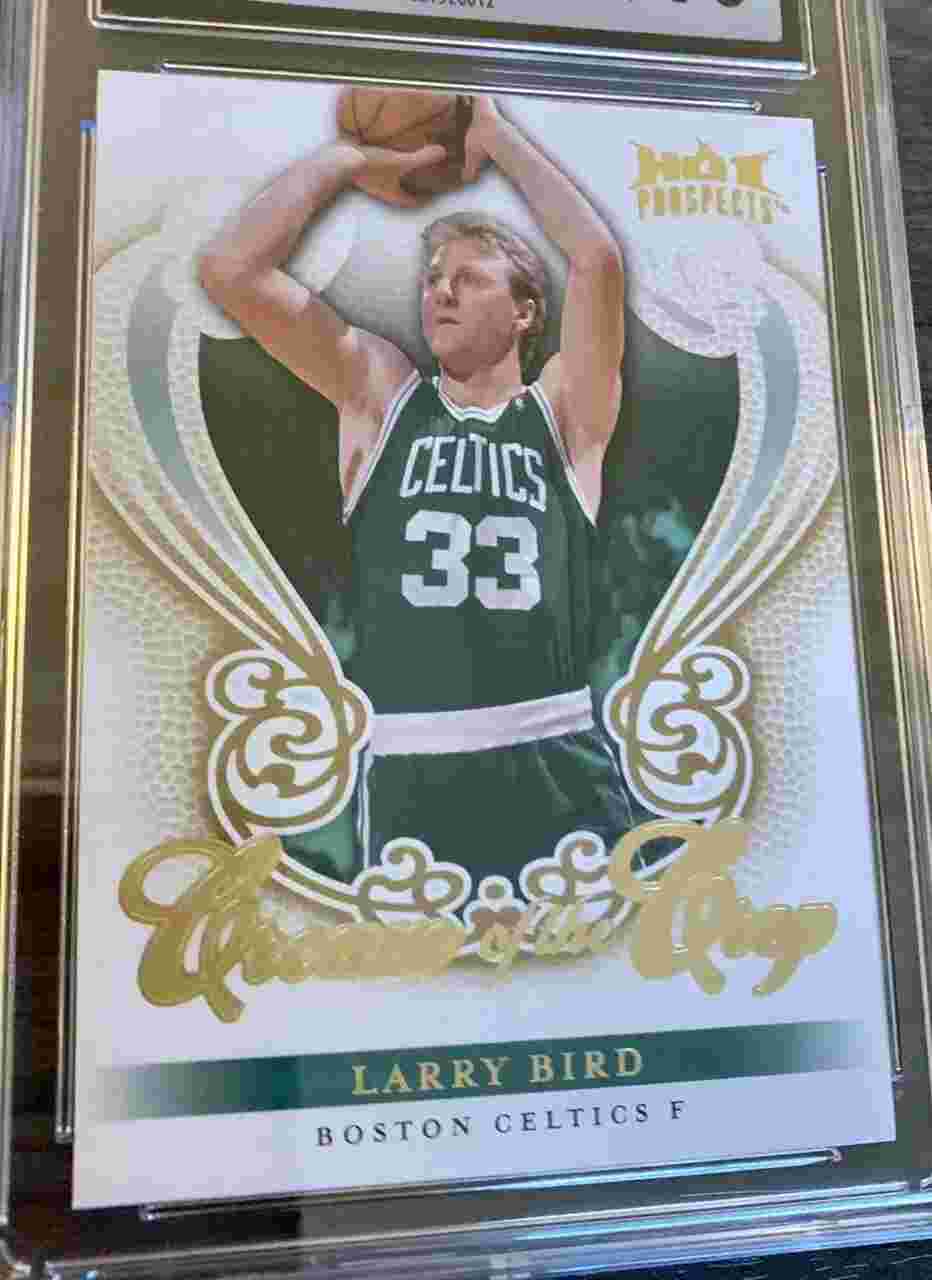 HOT
PROSPECTS
CELTICS
33
Cream of the Crop
LARRY BIRD
BOSTON CELTICS F